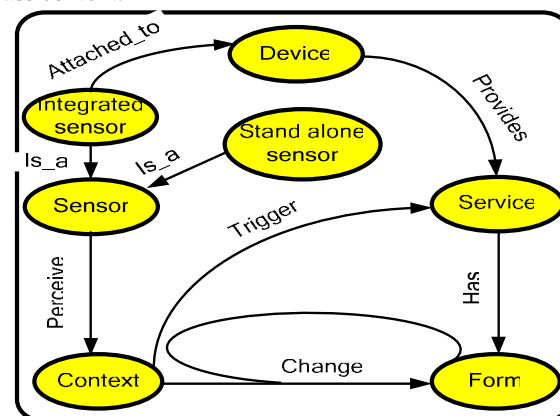 Attached_to
Device
Integrated
sensor
Provides
Stand alone
sensor
Is_a
Is_a
Sensor
Service
Trigger
Perceive
Has
Change
Context
Form